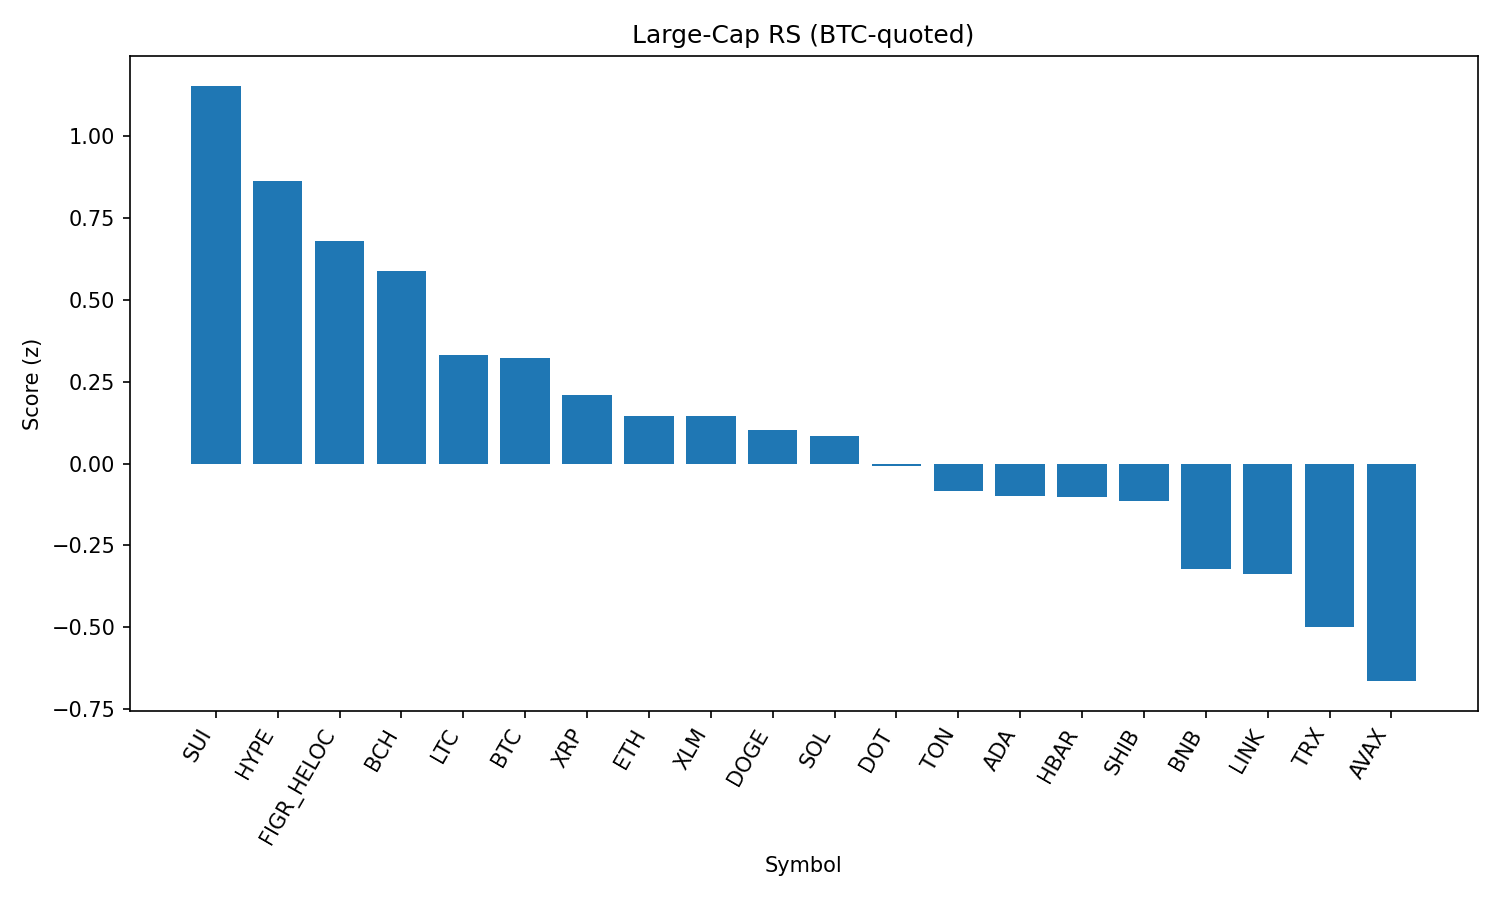 Large-Cap RS (BTC-quoted)
Score (z)
1.00
0.75
0.50
0.25
0.00
−0.25
−0.50
−0.75
SUI
HYPE
FIGR_HELOC
BCH
LTC
BTC
XRP
ETH
XLM
DOGE
SOL
DOT
TON
ADA
HBAR
SHIB
BNB
LINK
TRX
AVAX
Symbol